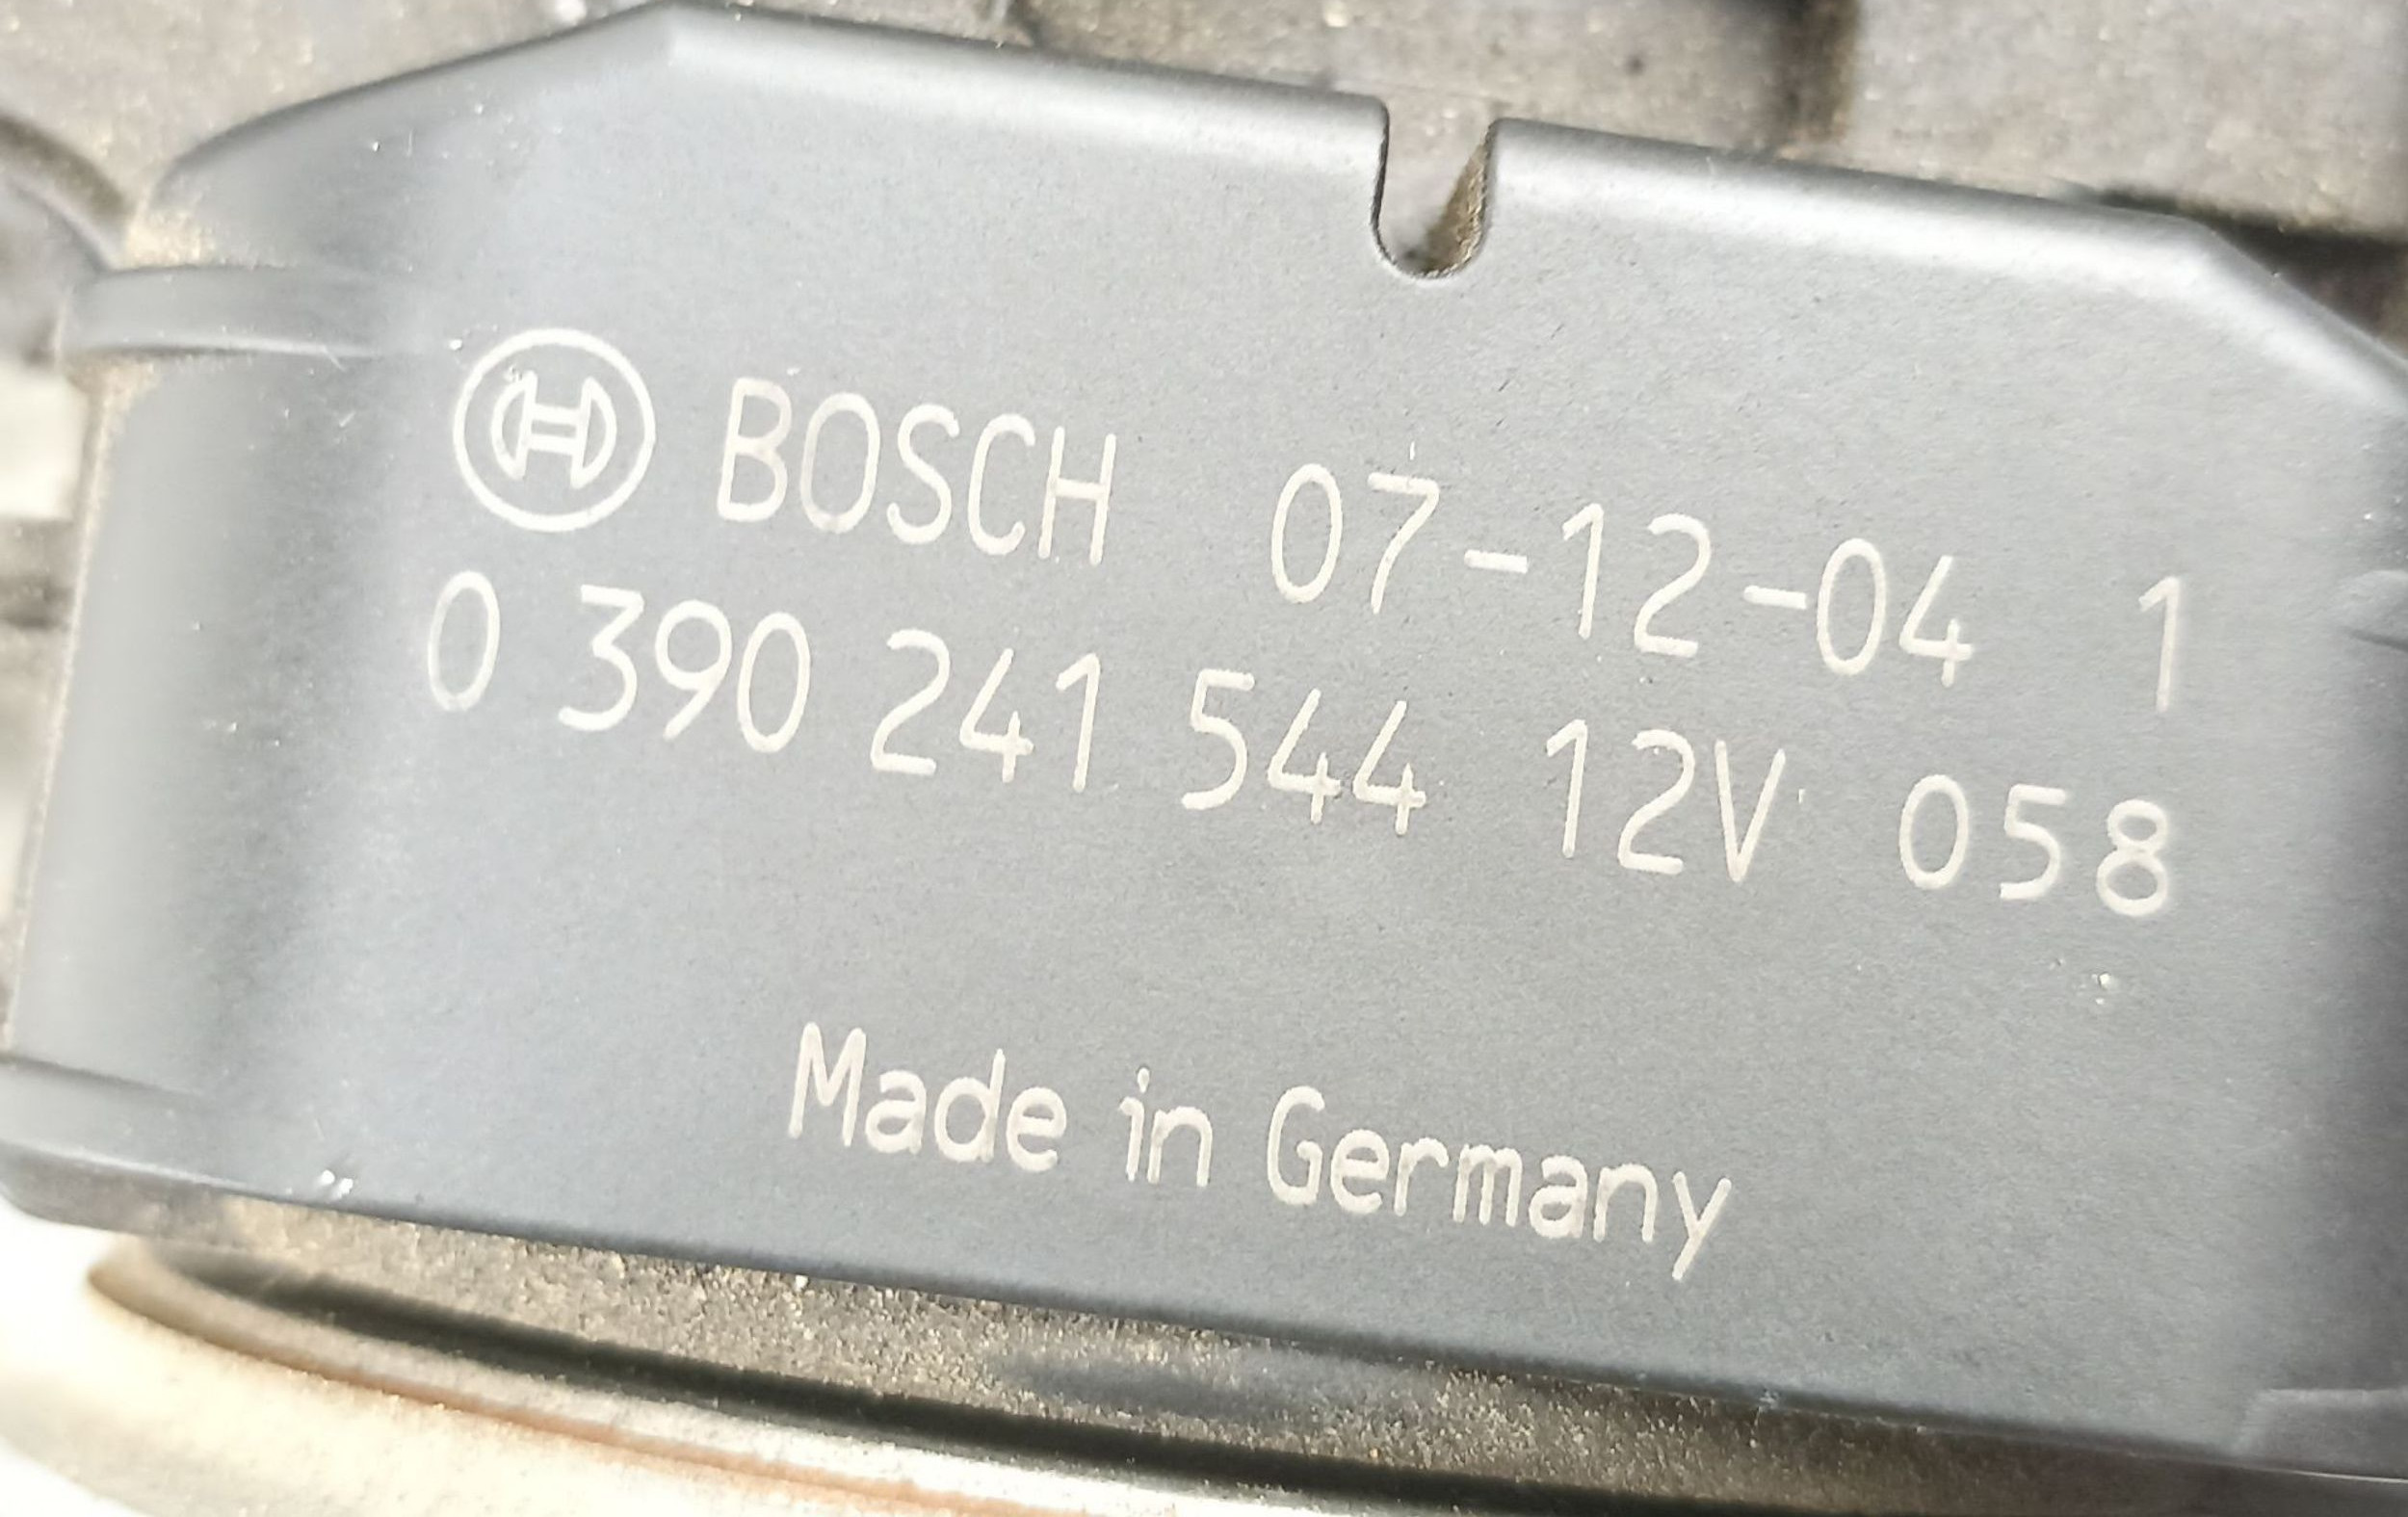 BOSCH 07-12-04 1
0 390 241 544 12V 058
Made in Germany